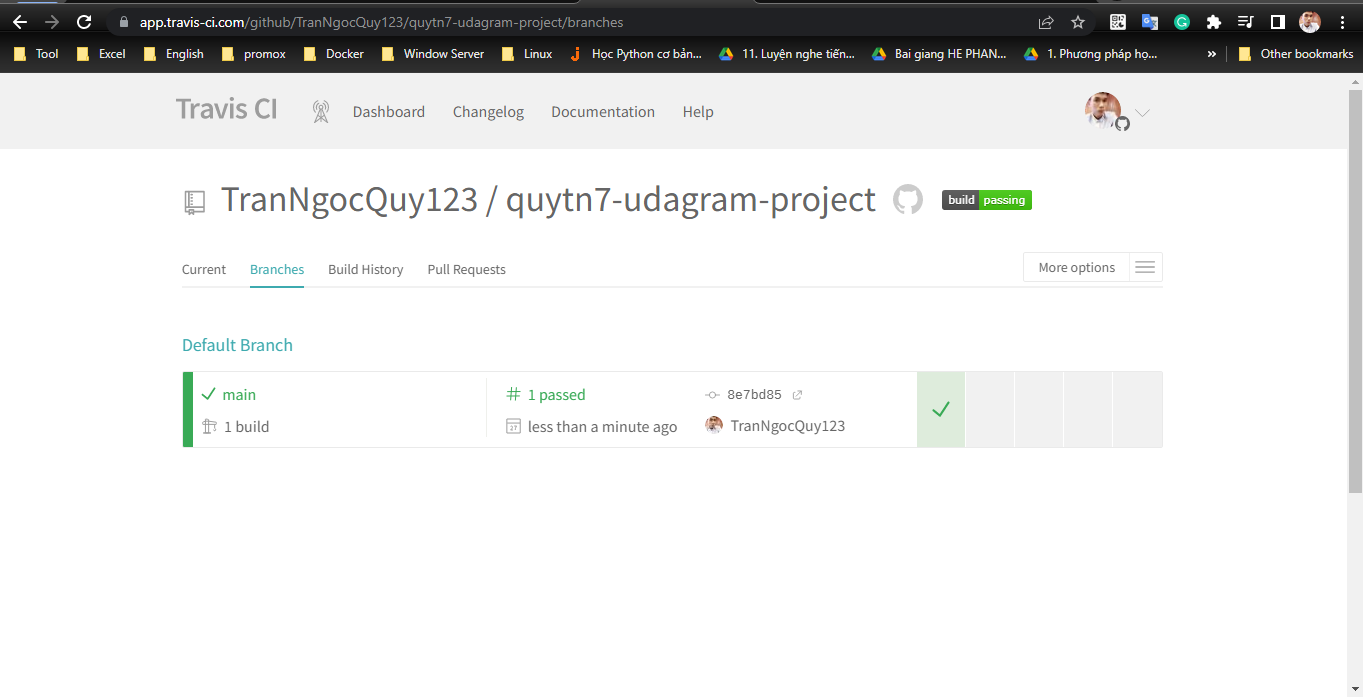 app.travis-ci.com/github/TranNgocQuy123/quytn7-udagram-project/branches
Tool Excel English promox Docker Window Server Linux Học Python cơ bản... 11. Luyện nghe tiến... Bai giang HE PHAN... 1. Phương pháp họ... » Other bookmarks
Travis CI Dashboard Changelog Documentation Help
TranNgocQuy123 / quytn7-udagram-project build passing
Current Branches Build History Pull Requests More options
Default Branch
main # 1 passed 8e7bd85
1 build 27 less than a minute ago TranNgocQuy123